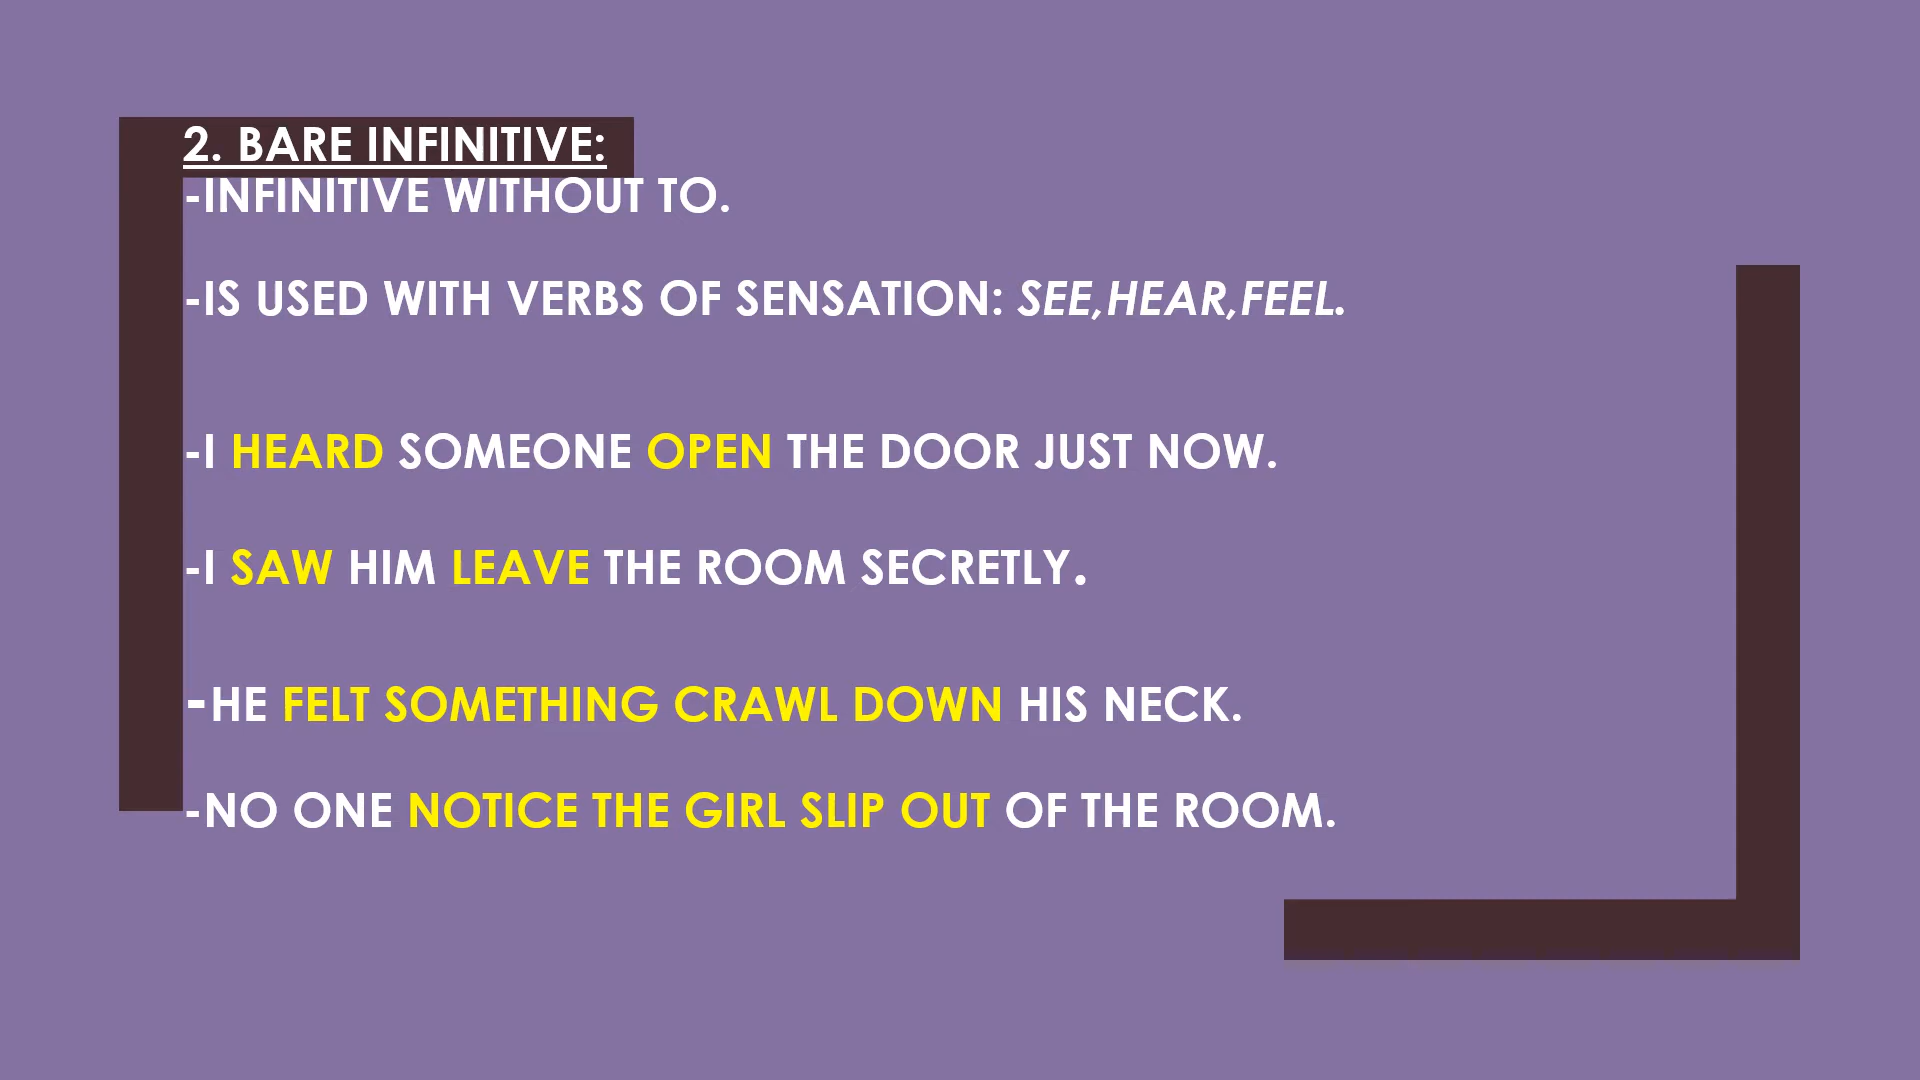 2. BARE INFINITIVE:
-INFINITIVE WITHOUT TO.
-IS USED WITH VERBS OF SENSATION: SEE,HEAR,FEEL.
-I HEARD SOMEONE OPEN THE DOOR JUST NOW.
-I SAW HIM LEAVE THE ROOM SECRETLY.
-HE FELT SOMETHING CRAWL DOWN HIS NECK.
-NO ONE NOTICE THE GIRL SLIP OUT OF THE ROOM.